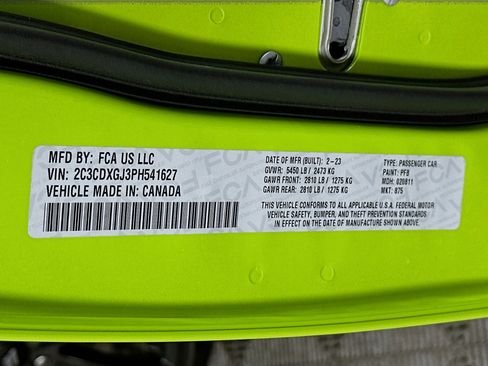 MFD BY: FCA US LLC
VIN: 2C3CDXGJ3PH541627
VEHICLE MADE IN: CANADA
DATE OF MFR (BUILT): 2-23
GVWR: 5450 LB / 2473 KG
GAWR FRONT: 2810 LB / 1275 KG
GAWR REAR: 2810 LB / 1275 KG
TYPE: PASSENGER CAR
PAINT: PFB
MDH: 020811
MKT: 875
THIS VEHICLE CONFORMS TO ALL APPLICABLE U.S.A. FEDERAL MOTOR
VEHICLE SAFETY, BUMPER, AND THEFT PREVENTION STANDARDS
IN EFFECT ON THE DATE OF MANUFACTURE SHOWN ABOVE.